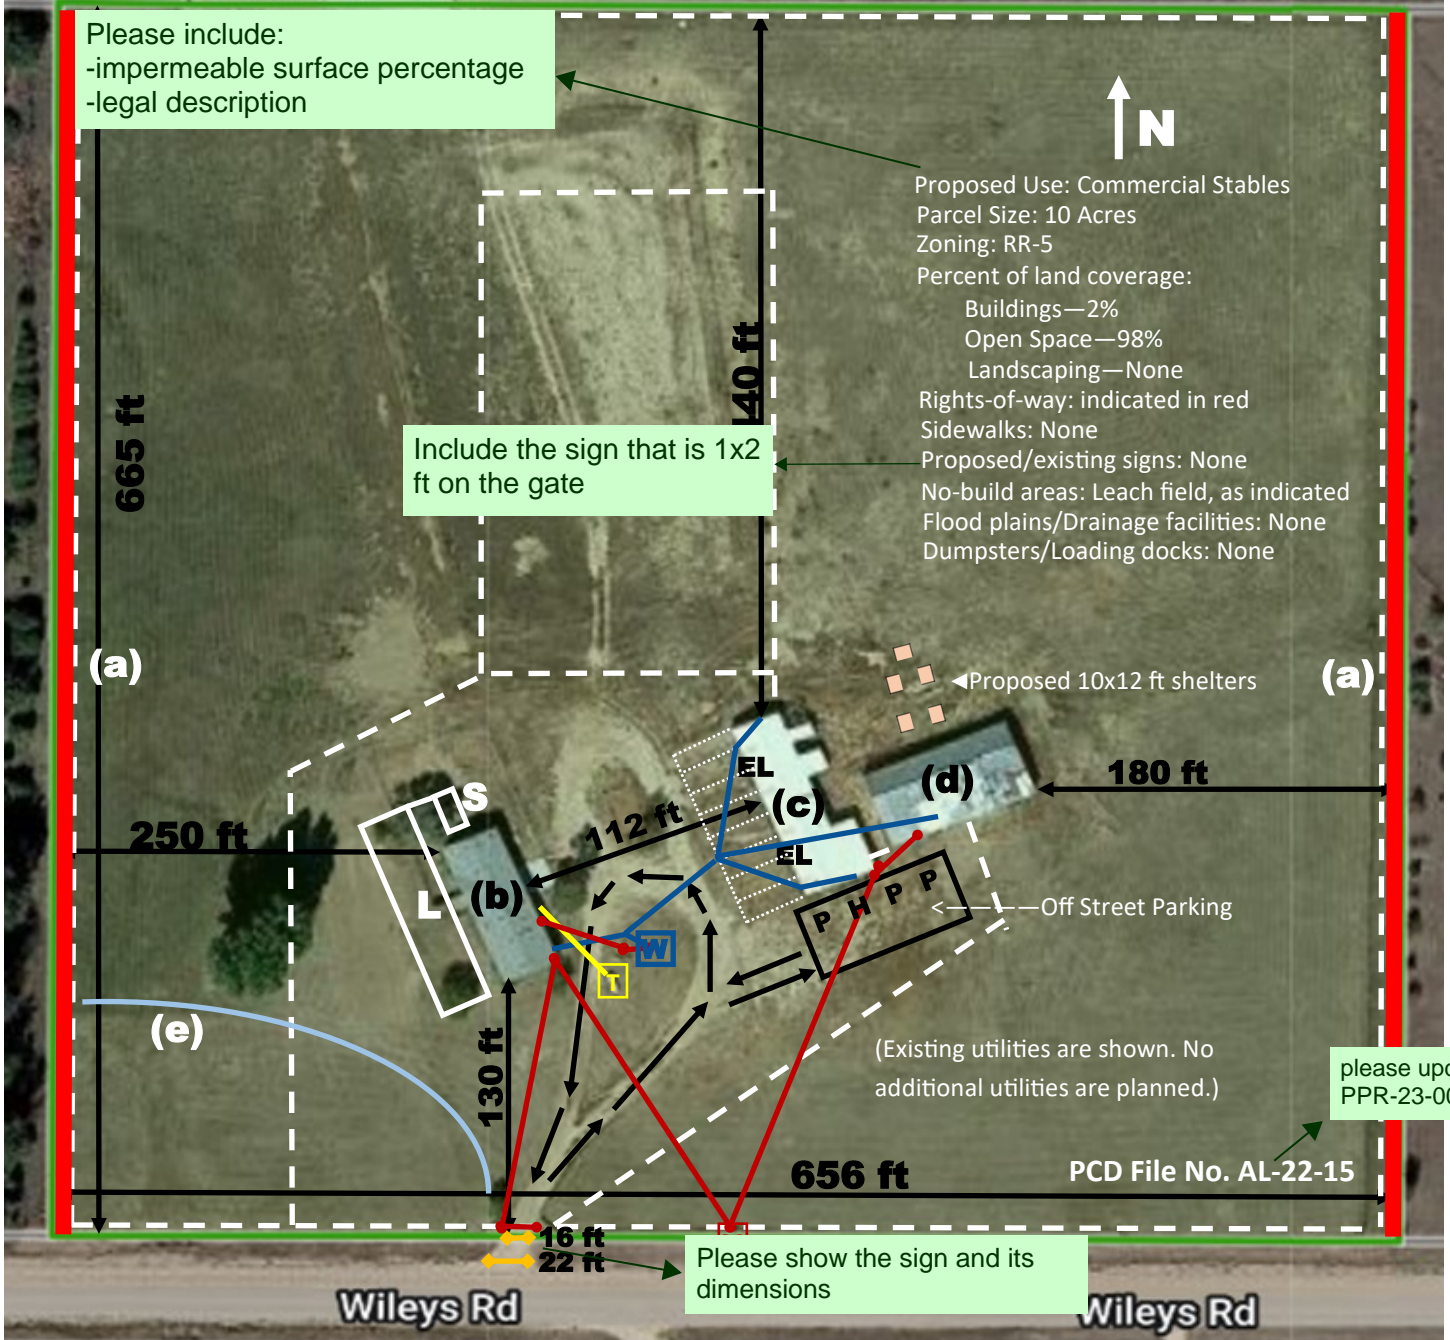 Please include:
-impermeable surface percentage
-legal description
N
Proposed Use: Commercial Stables
Parcel Size: 10 Acres
Zoning: RR-5
Percent of land coverage:
Buildings—2%
Open Space—98%
Landscaping—None
Rights-of-way: indicated in red
Sidewalks: None
Proposed/existing signs: None
No-build areas: Leach field, as indicated
Flood plains/Drainage facilities: None
Dumpsters/Loading docks: None
665 ft
40 ft
Include the sign that is 1x2
ft on the gate
(a)
(a)
◄Proposed 10x12 ft shelters
EL
(c)
(d)
180 ft
S
112 ft
250 ft
EL
L
(b)
P H P P
<———Off Street Parking
W
T
(e)
130 ft
(Existing utilities are shown. No
additional utilities are planned.)
please
PPR-23-00
656 ft
PCD File No. AL-22-15
16 ft
22 ft
Please show the sign and its
dimensions
Wileys Rd
Wileys Rd